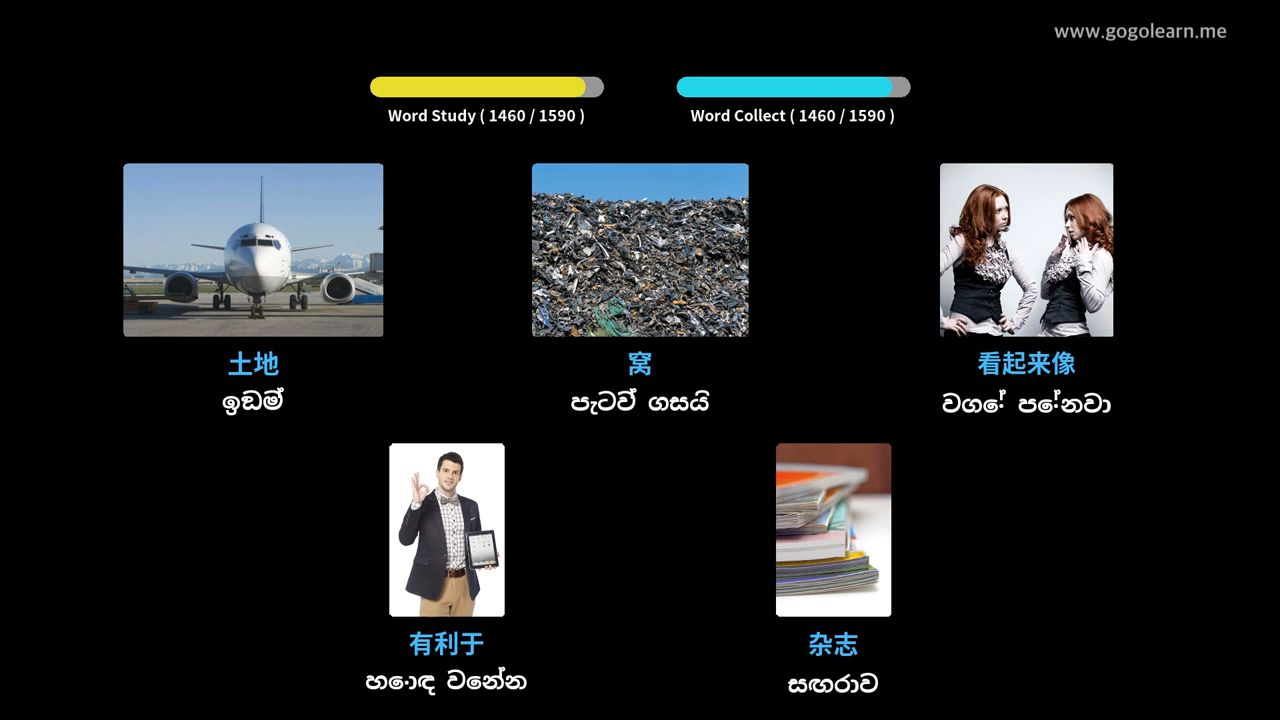 www.gogolearn.me
Word Study ( 1460 / 1590 )
Word Collect ( 1460 / 1590 )
土地
ඉඩම්
窝
පැටව් ගසයි
看起来像
වගේ පේනවා
有利于
හොඳ වන්නේ
杂志
සඟරාව